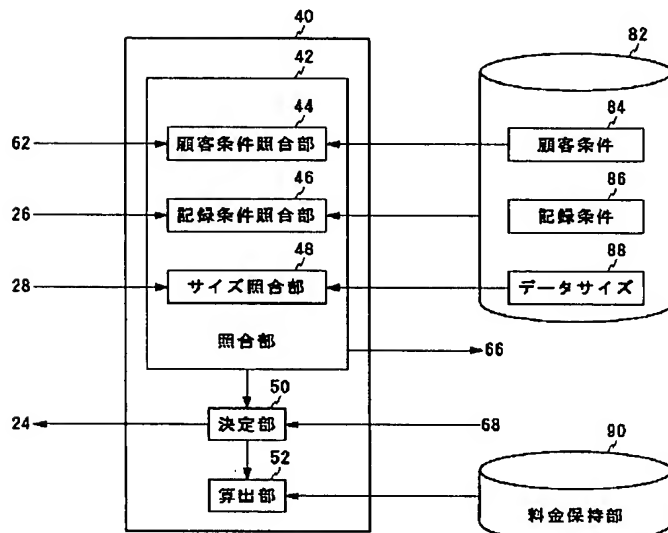 40
82
42
44
84
62
顧客条件照合部
顧客条件
46
86
26
記録条件照合部
記録条件
48
88
28
サイズ照合部
データサイズ
照合部
66
50
24
決定部
68
90
52
算出部
料金保持部